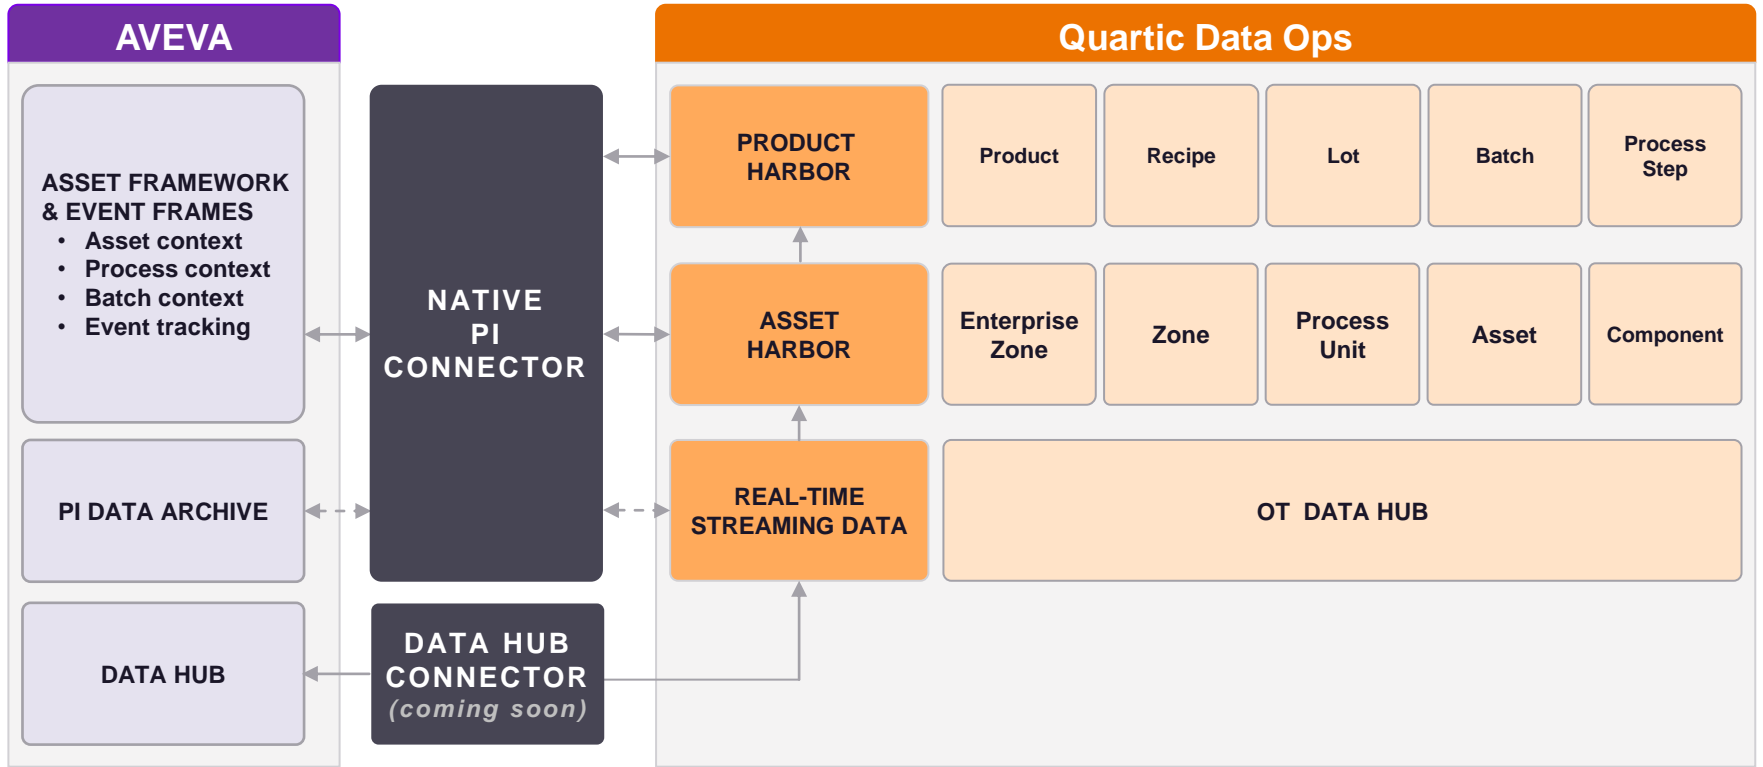 AVEVA
Quartic Data Ops
ASSET FRAMEWORK
& EVENT FRAMES
• Asset context
• Process context
• Batch context
• Event tracking
PI DATA ARCHIVE
DATA HUB
NATIVE
PI
CONNECTOR
DATA HUB
CONNECTOR
(coming soon)
PRODUCT
HARBOR
Product
Recipe
Lot
Batch
Process
Step
ASSET
HARBOR
Enterprise
Zone
Zone
Process
Unit
Asset
Component
REAL-TIME
STREAMING DATA
OT DATA HUB